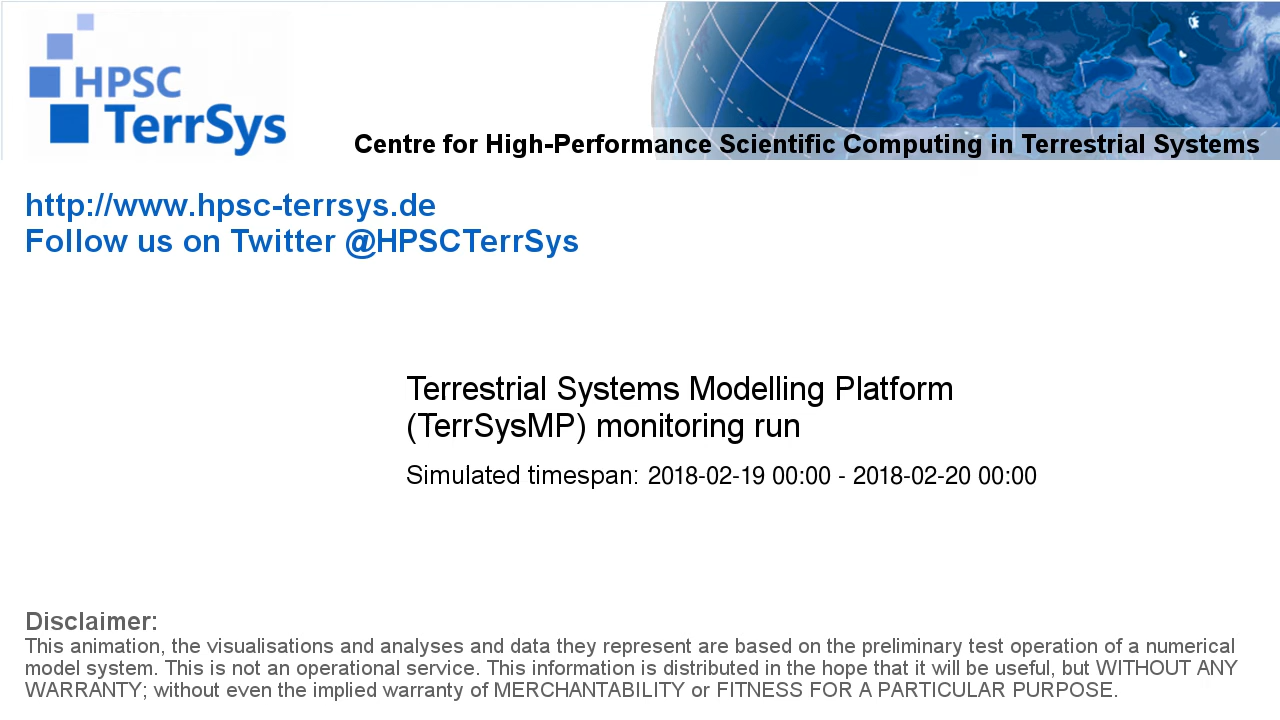 HPSC
TerrSys
Centre for High-Performance Scientific Computing in Terrestrial Systems
http://www.hpsc-terrsys.de
Follow us on Twitter @HPSCTerrSys
Terrestrial Systems Modelling Platform
(TerrSysMP) monitoring run
Simulated timespan: 2018-02-19 00:00 - 2018-02-20 00:00
Disclaimer:
This animation, the visualisations and analyses and data they represent are based on the preliminary test operation of a numerical
model system. This is not an operational service. This information is distributed in the hope that it will be useful, but WITHOUT ANY
WARRANTY; without even the implied warranty of MERCHANTABILITY or FITNESS FOR A PARTICULAR PURPOSE.